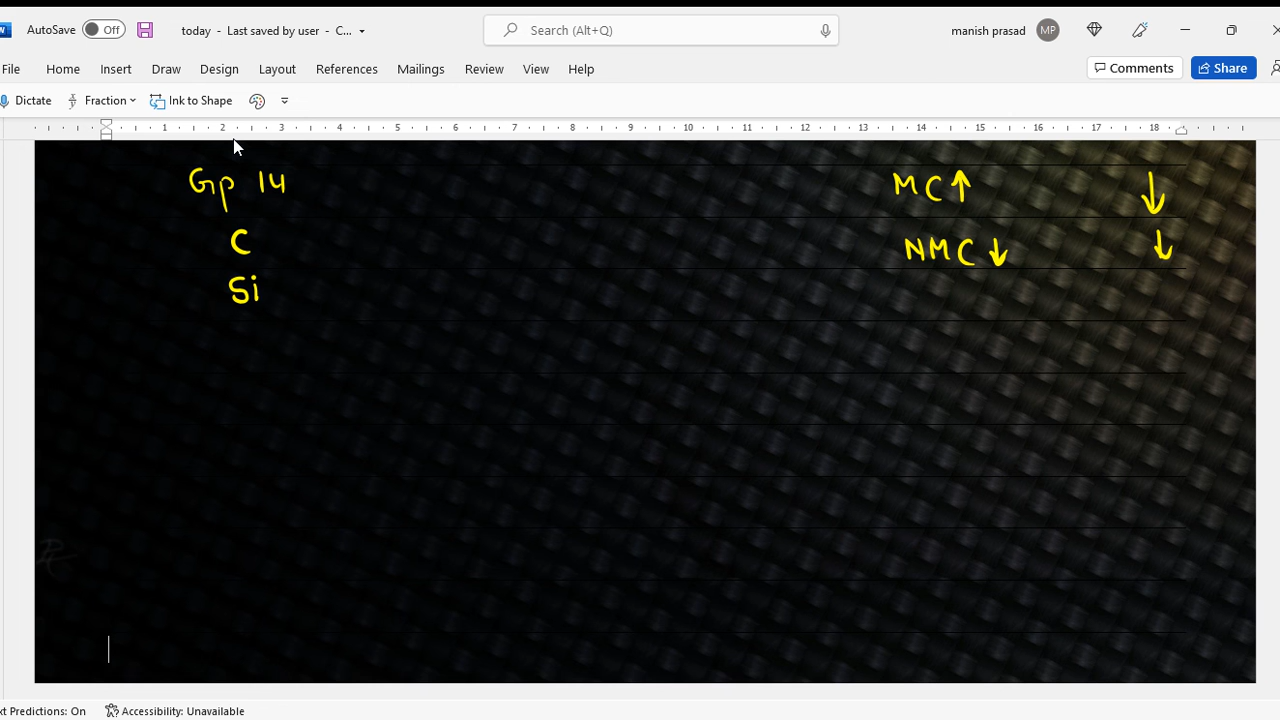 AutoSave Off today - Last saved by user - C... Search (Alt+Q) manish prasad MP
File Home Insert Draw Design Layout References Mailings Review View Help Comments Share
Dictate Fraction Ink to Shape
1 2 3 4 5 6 7 8 9 10 11 12 13 14 15 16 17 18
Gp 14 MC ↑ ↓
C NMC ↓ ↓
Si
xt Predictions: On Accessibility: Unavailable